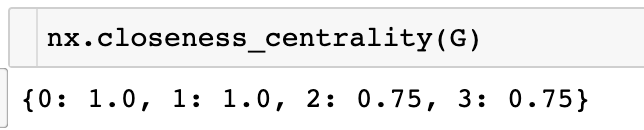 nx.closeness_centrality(G)
{0: 1.0, 1: 1.0, 2: 0.75, 3: 0.75}